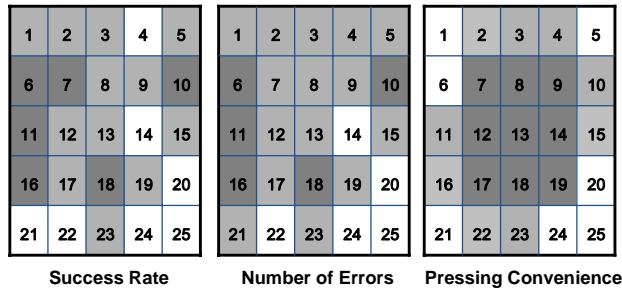 1 2 3 4 5 1 2 3 4 5 1 2 3 4 5
6 7 8 9 10 6 7 8 9 10 6 7 8 9 10
11 12 13 14 15 11 12 13 14 15 11 12 13 14 15
16 17 18 19 20 16 17 18 19 20 16 17 18 19 20
21 22 23 24 25 21 22 23 24 25 21 22 23 24 25
Success Rate Number of Errors Pressing Convenience